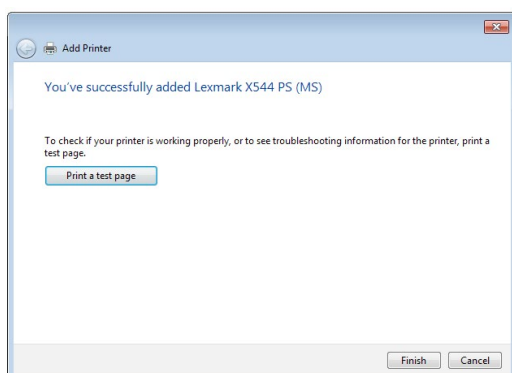 Add Printer
You've successfully added Lexmark X544 PS (MS)
To check if your printer is working properly, or to see troubleshooting information for the printer, print a
test page.
Print a test page
Finish
Cancel